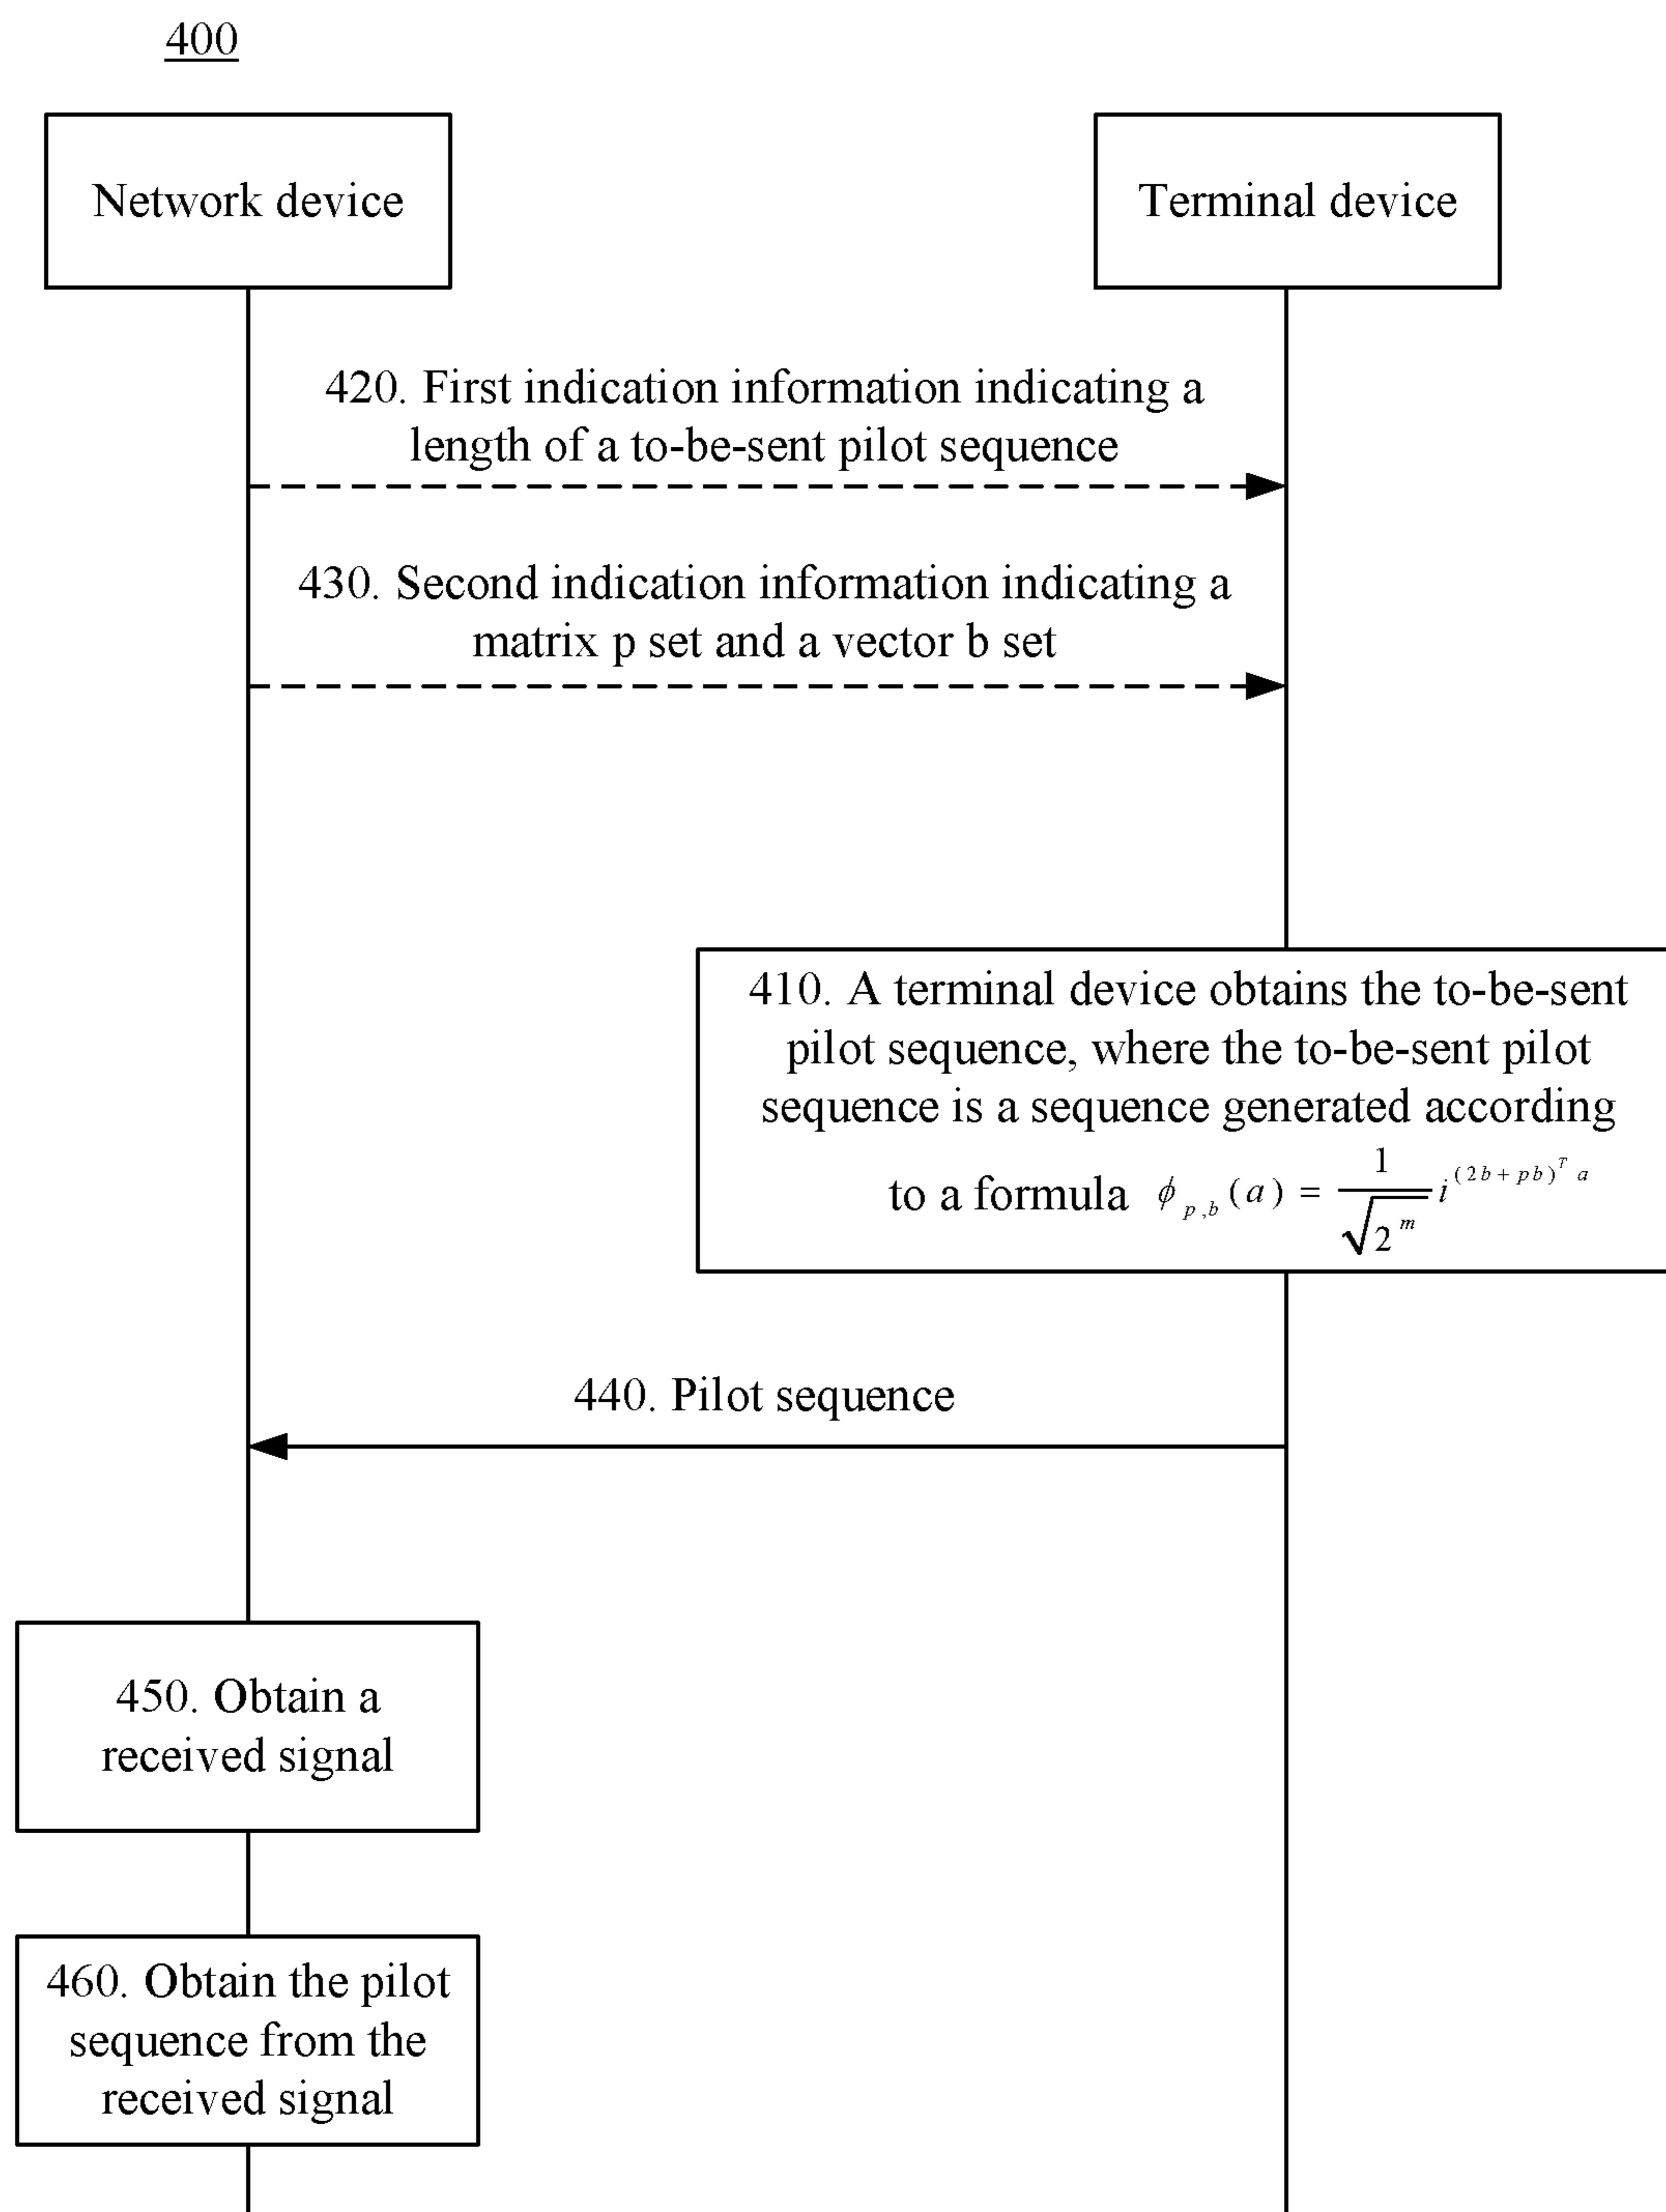 400
Network device
Terminal device
420. First indication information indicating a
length of a to-be-sent pilot sequence
430. Second indication information indicating a
matrix p set and a vector b set
410. A terminal device obtains the to-be-sent
pilot sequence, where the to-be-sent pilot
sequence is a sequence generated according
to a formula $\phi_{p,b}(a) = \frac{1}{\sqrt{2^m}} i^{(2b+pb)^T a}$
440. Pilot sequence
450. Obtain a
received signal
460. Obtain the pilot
sequence from the
received signal